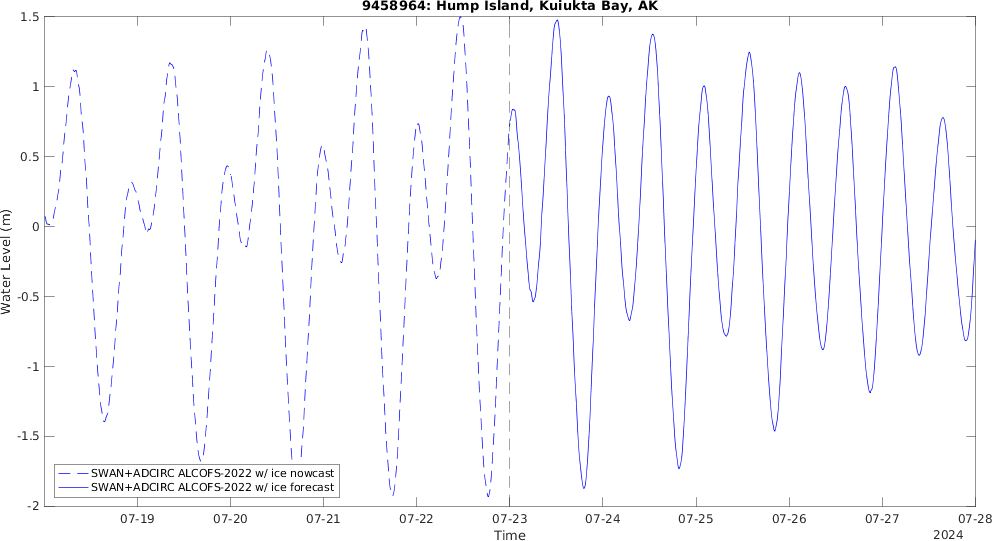 9458964: Hump Island, Kuiukta Bay, AK
1.5
1
0.5
0
-0.5
-1
-1.5
-2
Water Level (m)
SWAN+ADCIRC ALCOFS-2022 w/ ice nowcast
SWAN+ADCIRC ALCOFS-2022 w/ ice forecast
07-19 07-20 07-21 07-22 07-23 07-24 07-25 07-26 07-27 07-28
Time
2024